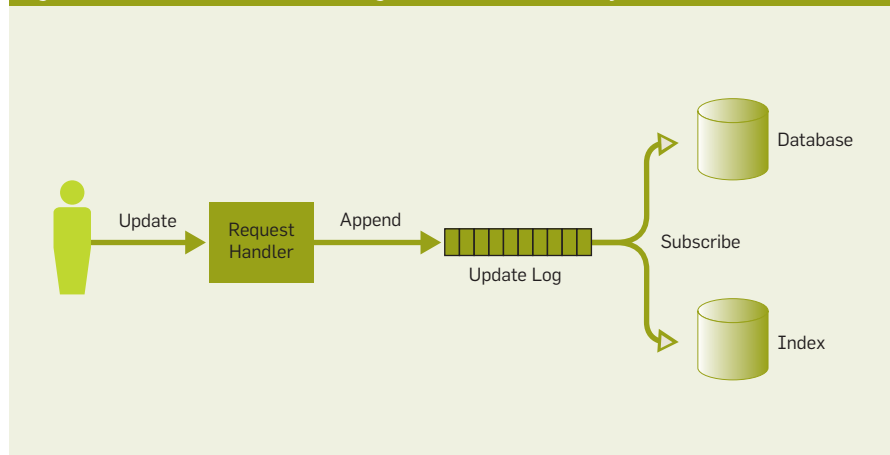 Update
Request
Handler
Append
Update Log
Subscribe
Database
Index